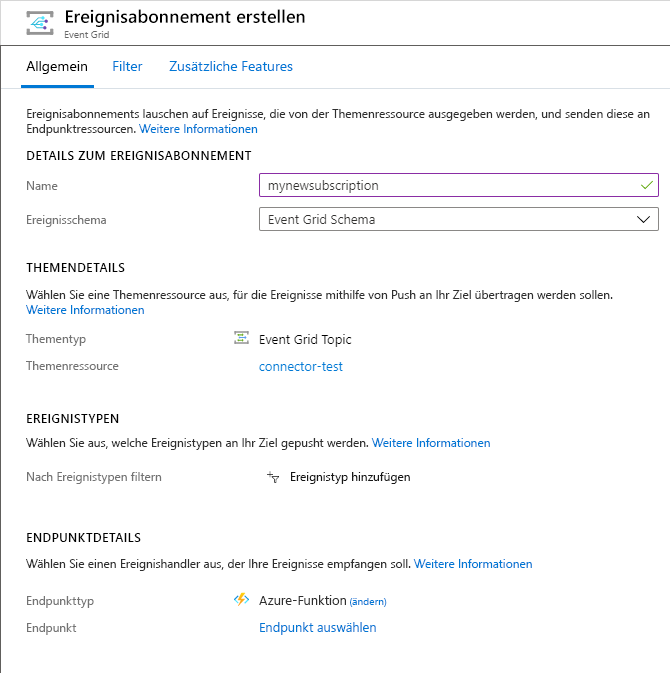 Ereignisabonnement erstellen
Event Grid
Allgemein Filter Zusätzliche Features
Ereignisabonnements lauschen auf Ereignisse, die von der Themenressource ausgegeben werden, und senden diese an
Endpunktressourcen. Weitere Informationen
DETAILS ZUM EREIGNISABONNEMENT
Name mynewsubscription
Ereignisschema Event Grid Schema
THEMENDETAILS
Wählen Sie eine Themenressource aus, für die Ereignisse mithilfe von Push an Ihr Ziel übertragen werden sollen.
Weitere Informationen
Thementyp Event Grid Topic
Themenressource connector-test
EREIGNISTYPEN
Wählen Sie aus, welche Ereignistypen an Ihr Ziel gepusht werden. Weitere Informationen
Nach Ereignistypen filtern Ereignistyp hinzufügen
ENDPUNKTDETAILS
Wählen Sie einen Ereignishandler aus, der Ihre Ereignisse empfangen soll. Weitere Informationen
Endpunkttyp Azure-Funktion (ändern)
Endpunkt Endpunkt auswählen